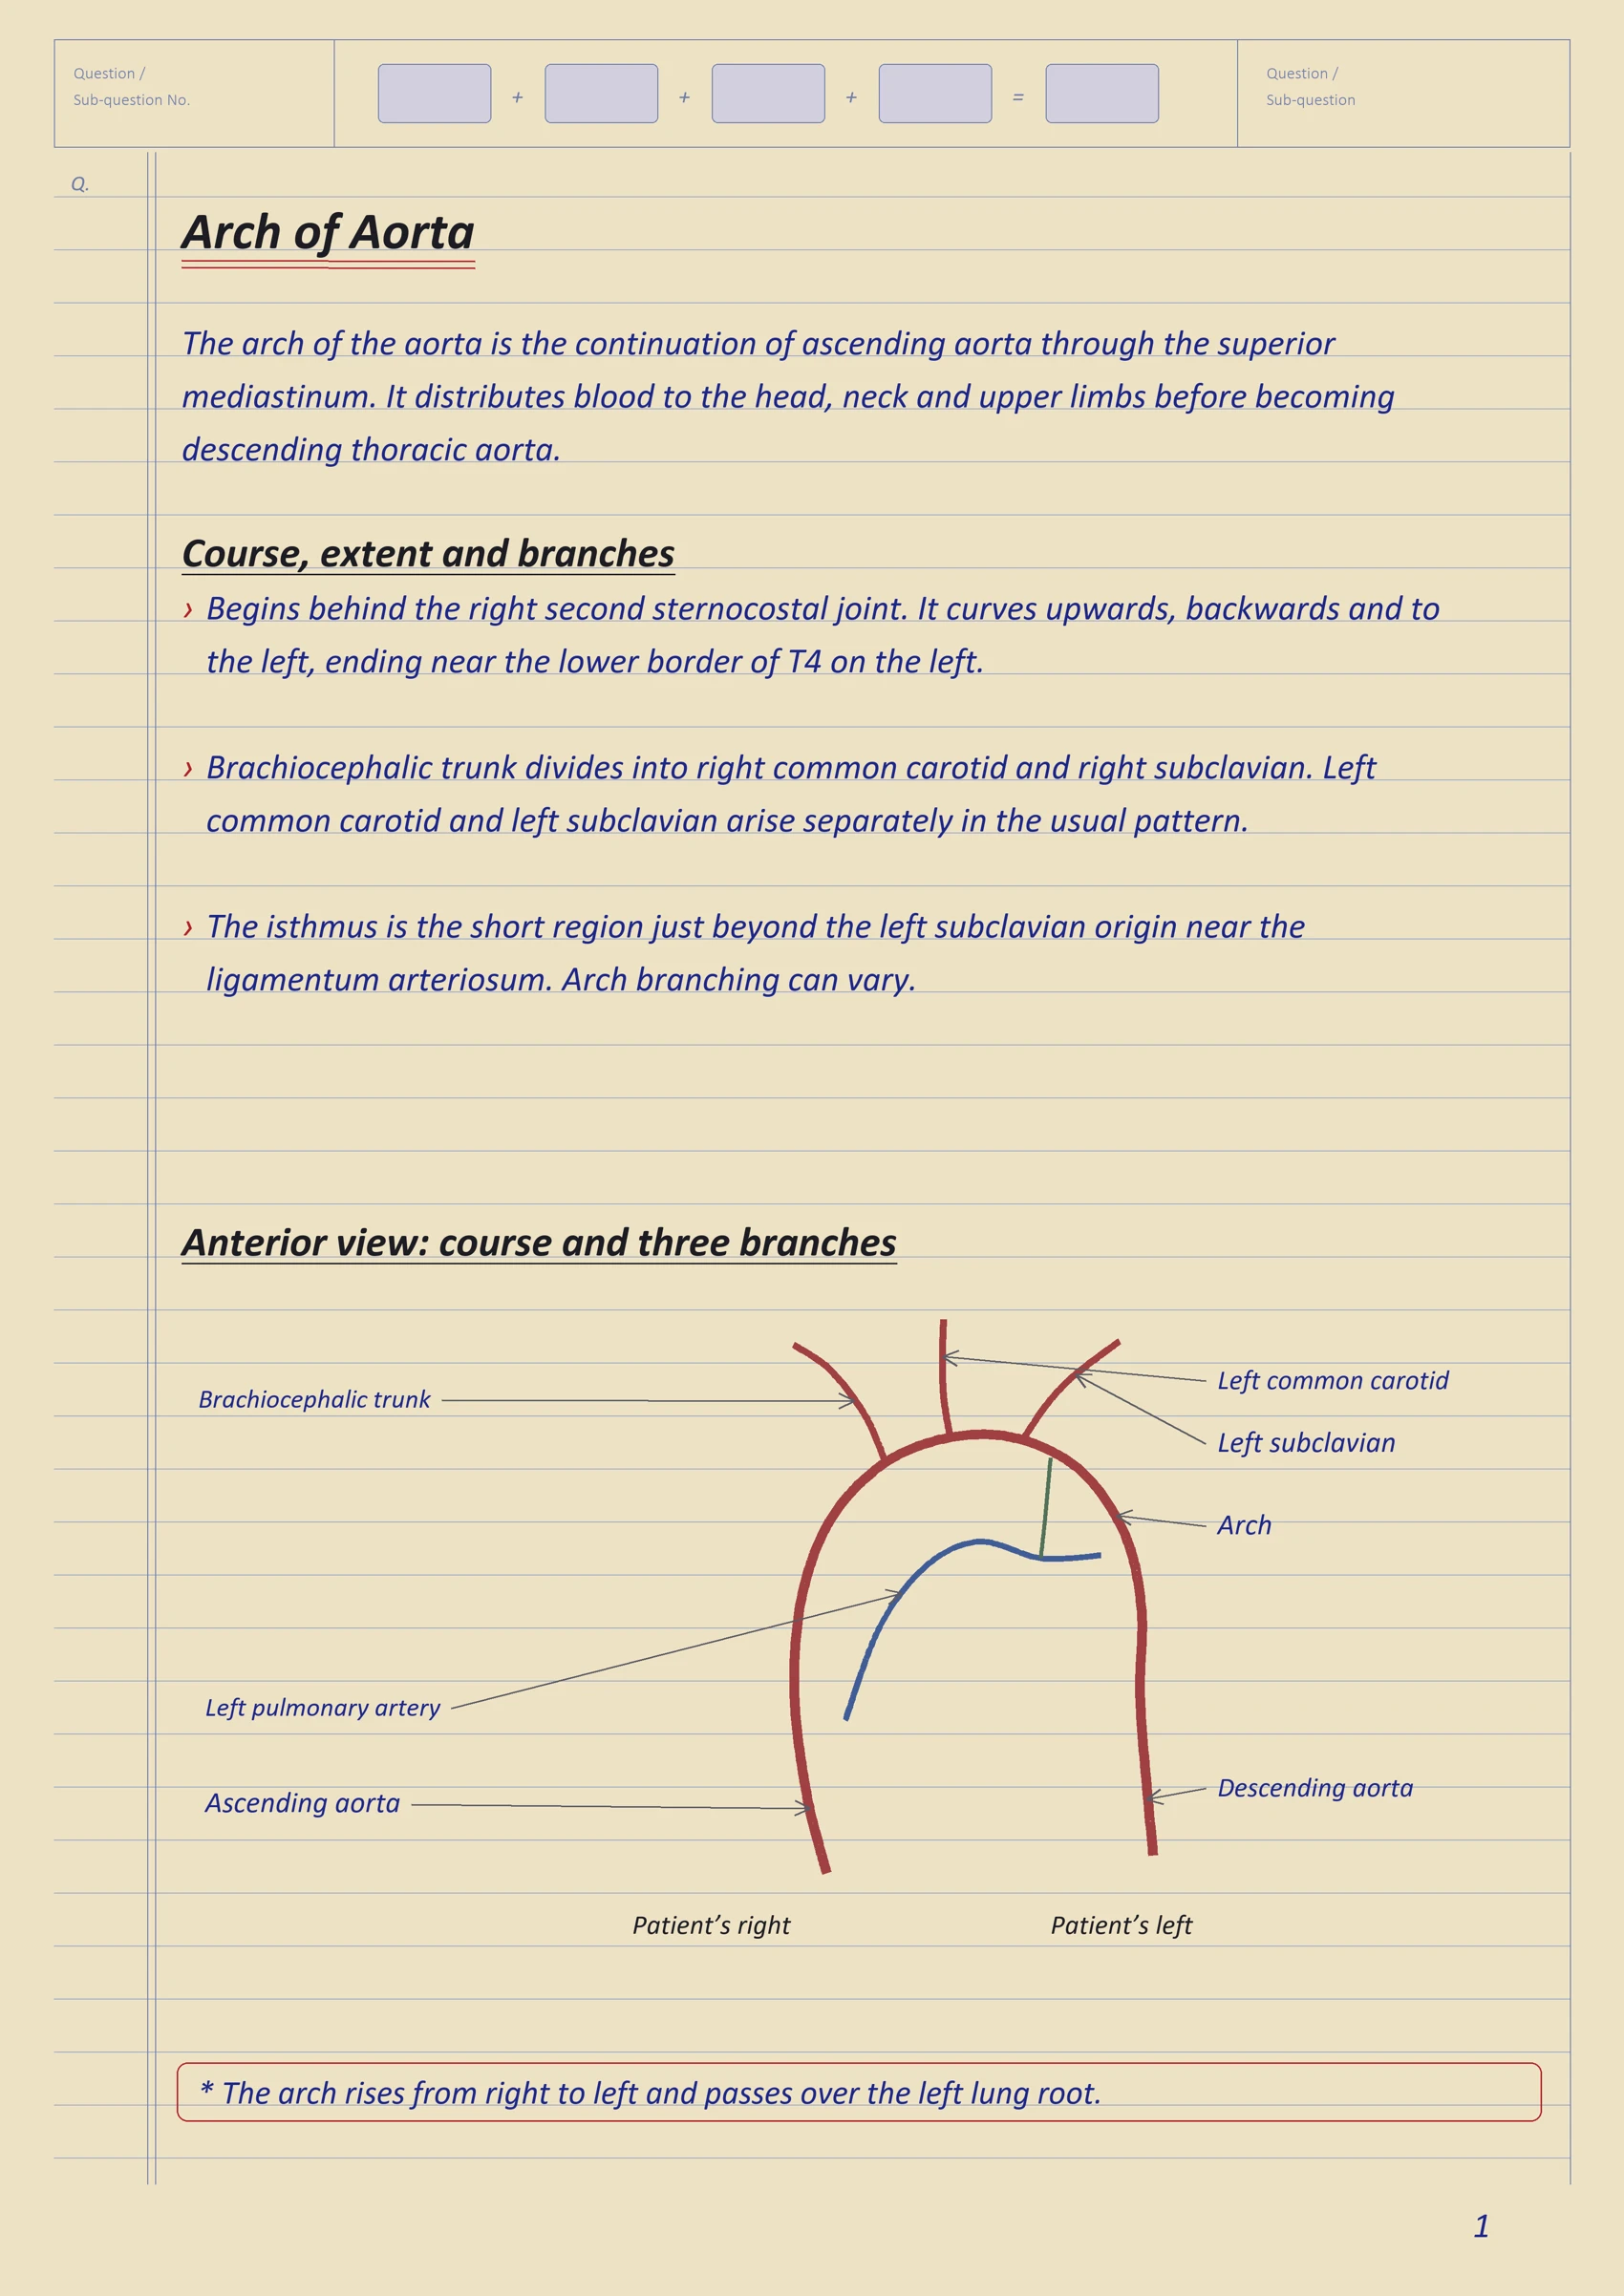 Question /
Sub-question No.
+ + + =
Question /
Sub-question
Q.
Arch of Aorta
The arch of the aorta is the continuation of ascending aorta through the superior
mediastinum. It distributes blood to the head, neck and upper limbs before becoming
descending thoracic aorta.
Course, extent and branches
› Begins behind the right second sternocostal joint. It curves upwards, backwards and to
the left, ending near the lower border of T4 on the left.
› Brachiocephalic trunk divides into right common carotid and right subclavian. Left
common carotid and left subclavian arise separately in the usual pattern.
› The isthmus is the short region just beyond the left subclavian origin near the
ligamentum arteriosum. Arch branching can vary.
Anterior view: course and three branches
Left common carotid
Brachiocephalic trunk
Left subclavian
Arch
Left pulmonary artery
Descending aorta
Ascending aorta
Patient’s right
Patient’s left
* The arch rises from right to left and passes over the left lung root.
1